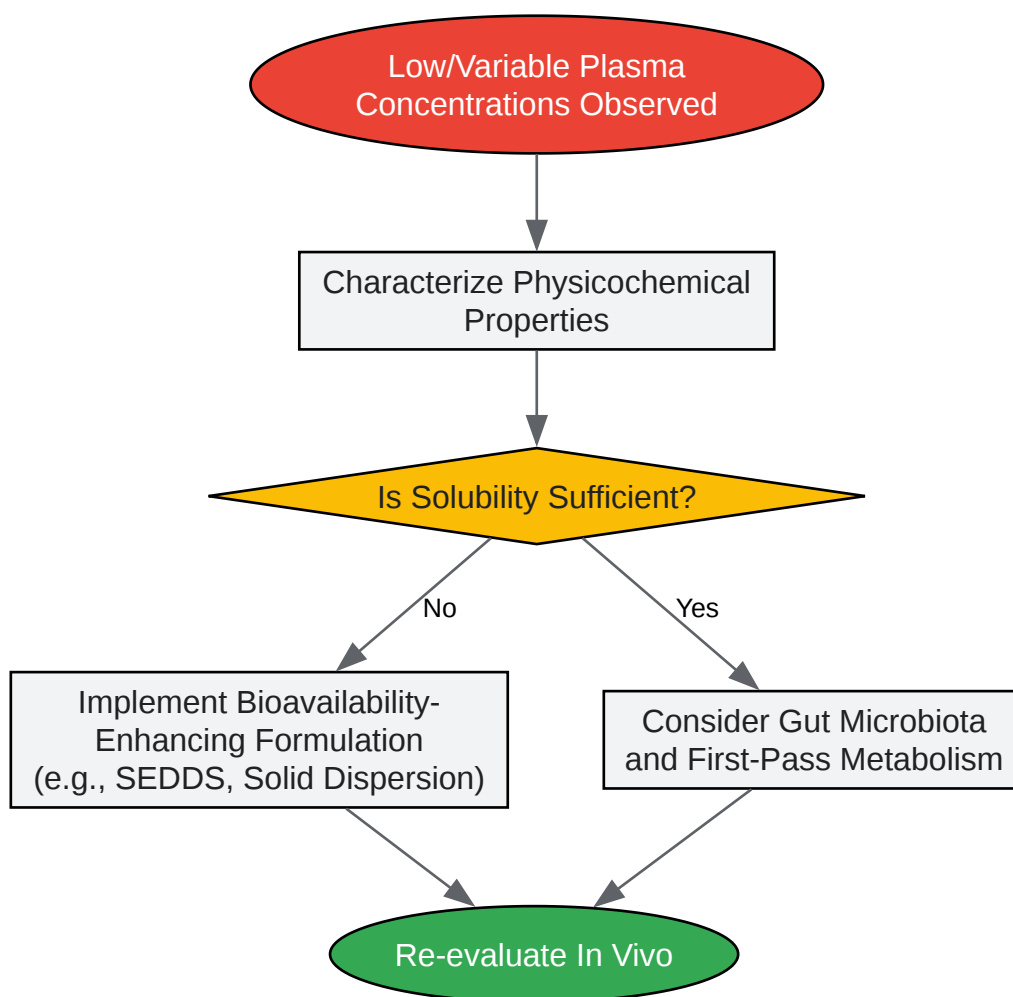 Low/Variable Plasma
Concentrations Observed
Characterize Physicochemical
Properties
Is Solubility Sufficient?
No
Yes
Implement Bioavailability-
Enhancing Formulation
(e.g., SEDDS, Solid Dispersion)
Consider Gut Microbiota
and First-Pass Metabolism
Re-evaluate In Vivo